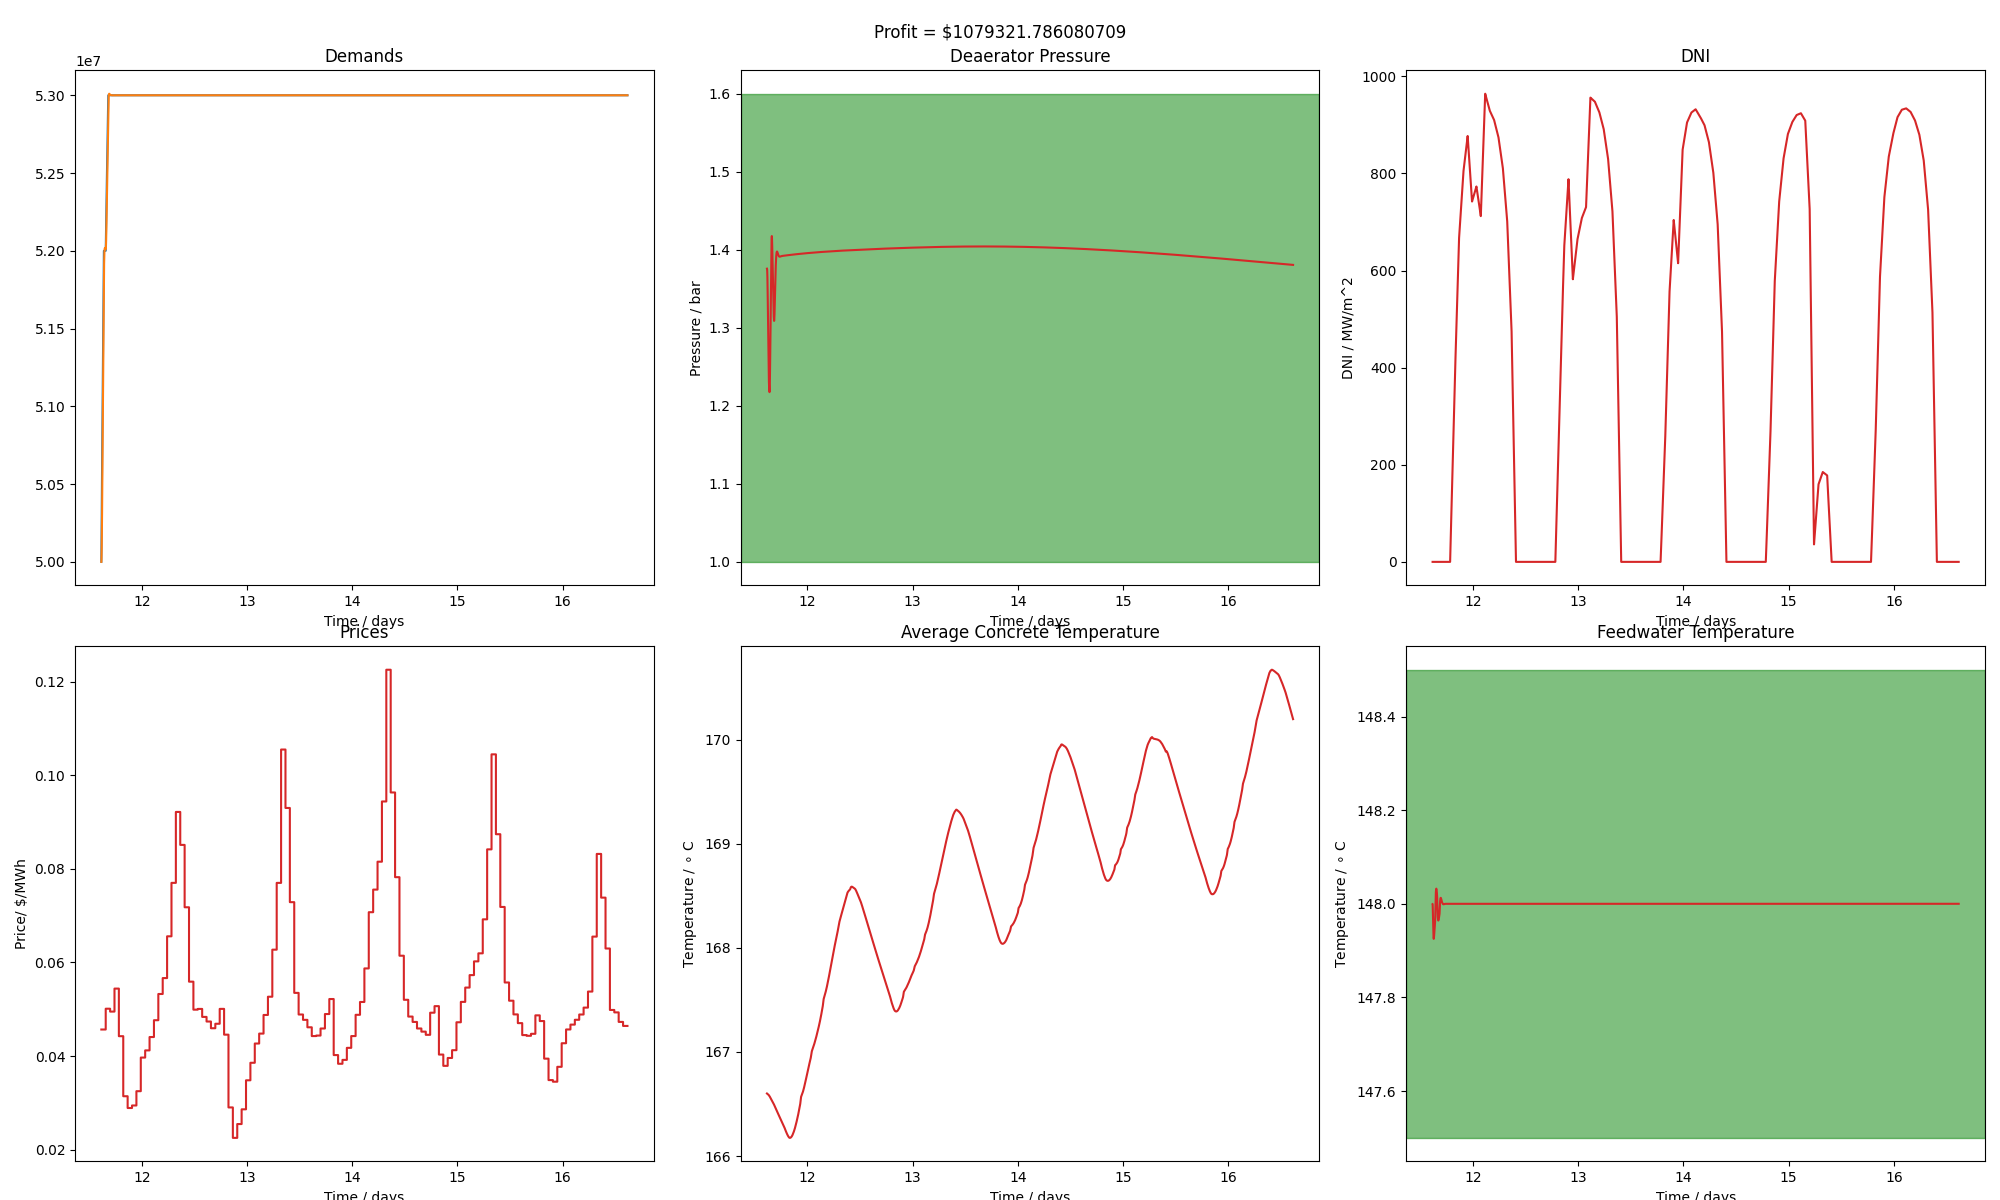 Profit = $1079321.786080709
Demands
1e7
5.30
5.25
5.20
5.15
5.10
5.05
5.00
12 13 14 15 16
Time / days
Deaerator Pressure
Pressure / bar
1.6
1.5
1.4
1.3
1.2
1.1
1.0
12 13 14 15 16
Time / days
DNI
DNI / MW/m^2
1000
800
600
400
200
0
12 13 14 15 16
Time / days
Prices
Price/ $/MWh
0.12
0.10
0.08
0.06
0.04
0.02
12 13 14 15 16
Time / days
Average Concrete Temperature
Temperature / ∘ C
170
169
168
167
166
12 13 14 15 16
Time / days
Feedwater Temperature
Temperature / ∘ C
148.4
148.2
148.0
147.8
147.6
12 13 14 15 16
Time / days